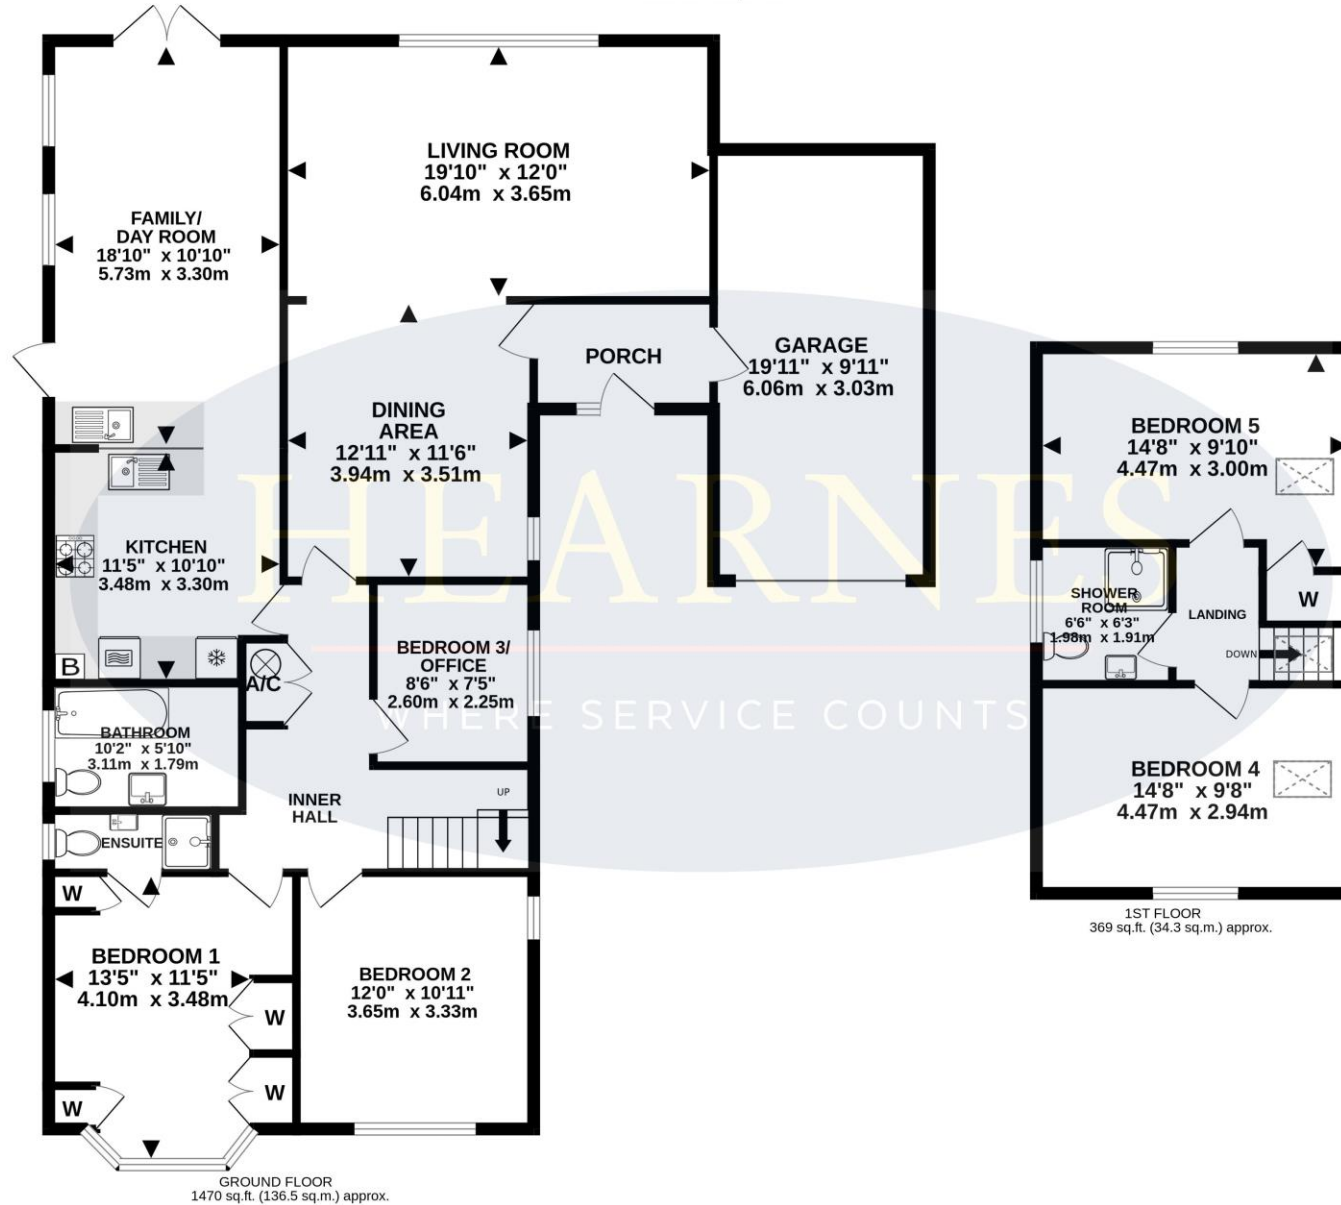 LIVING ROOM
19'10" x 12'0"
6.04m x 3.65m
FAMILY/
DAY ROOM
18'10" x 10'10"
5.73m x 3.30m
PORCH
GARAGE
19'11" x 9'11"
6.06m x 3.03m
DINING
AREA
12'11" x 11'6"
3.94m x 3.51m
KITCHEN
11'5" x 10'10"
3.48m x 3.30m
B
A/C
BEDROOM 3/
OFFICE
8'6" x 7'5"
2.60m x 2.25m
BATHROOM
10'2" x 5'10"
3.11m x 1.79m
INNER
HALL
UP
ENSUITE
W
BEDROOM 1
13'5" x 11'5"
4.10m x 3.48m
W
W
W
BEDROOM 2
12'0" x 10'11"
3.65m x 3.33m
GROUND FLOOR
1470 sq.ft. (136.5 sq.m.) approx.
BEDROOM 5
14'8" x 9'10"
4.47m x 3.00m
SHOWER
ROOM
6'6" x 6'3"
1.98m x 1.91m
LANDING
W
DOWN
BEDROOM 4
14'8" x 9'8"
4.47m x 2.94m
1ST FLOOR
369 sq.ft. (34.3 sq.m.) approx.
HEARNES
WHERE SERVICE COUNTS